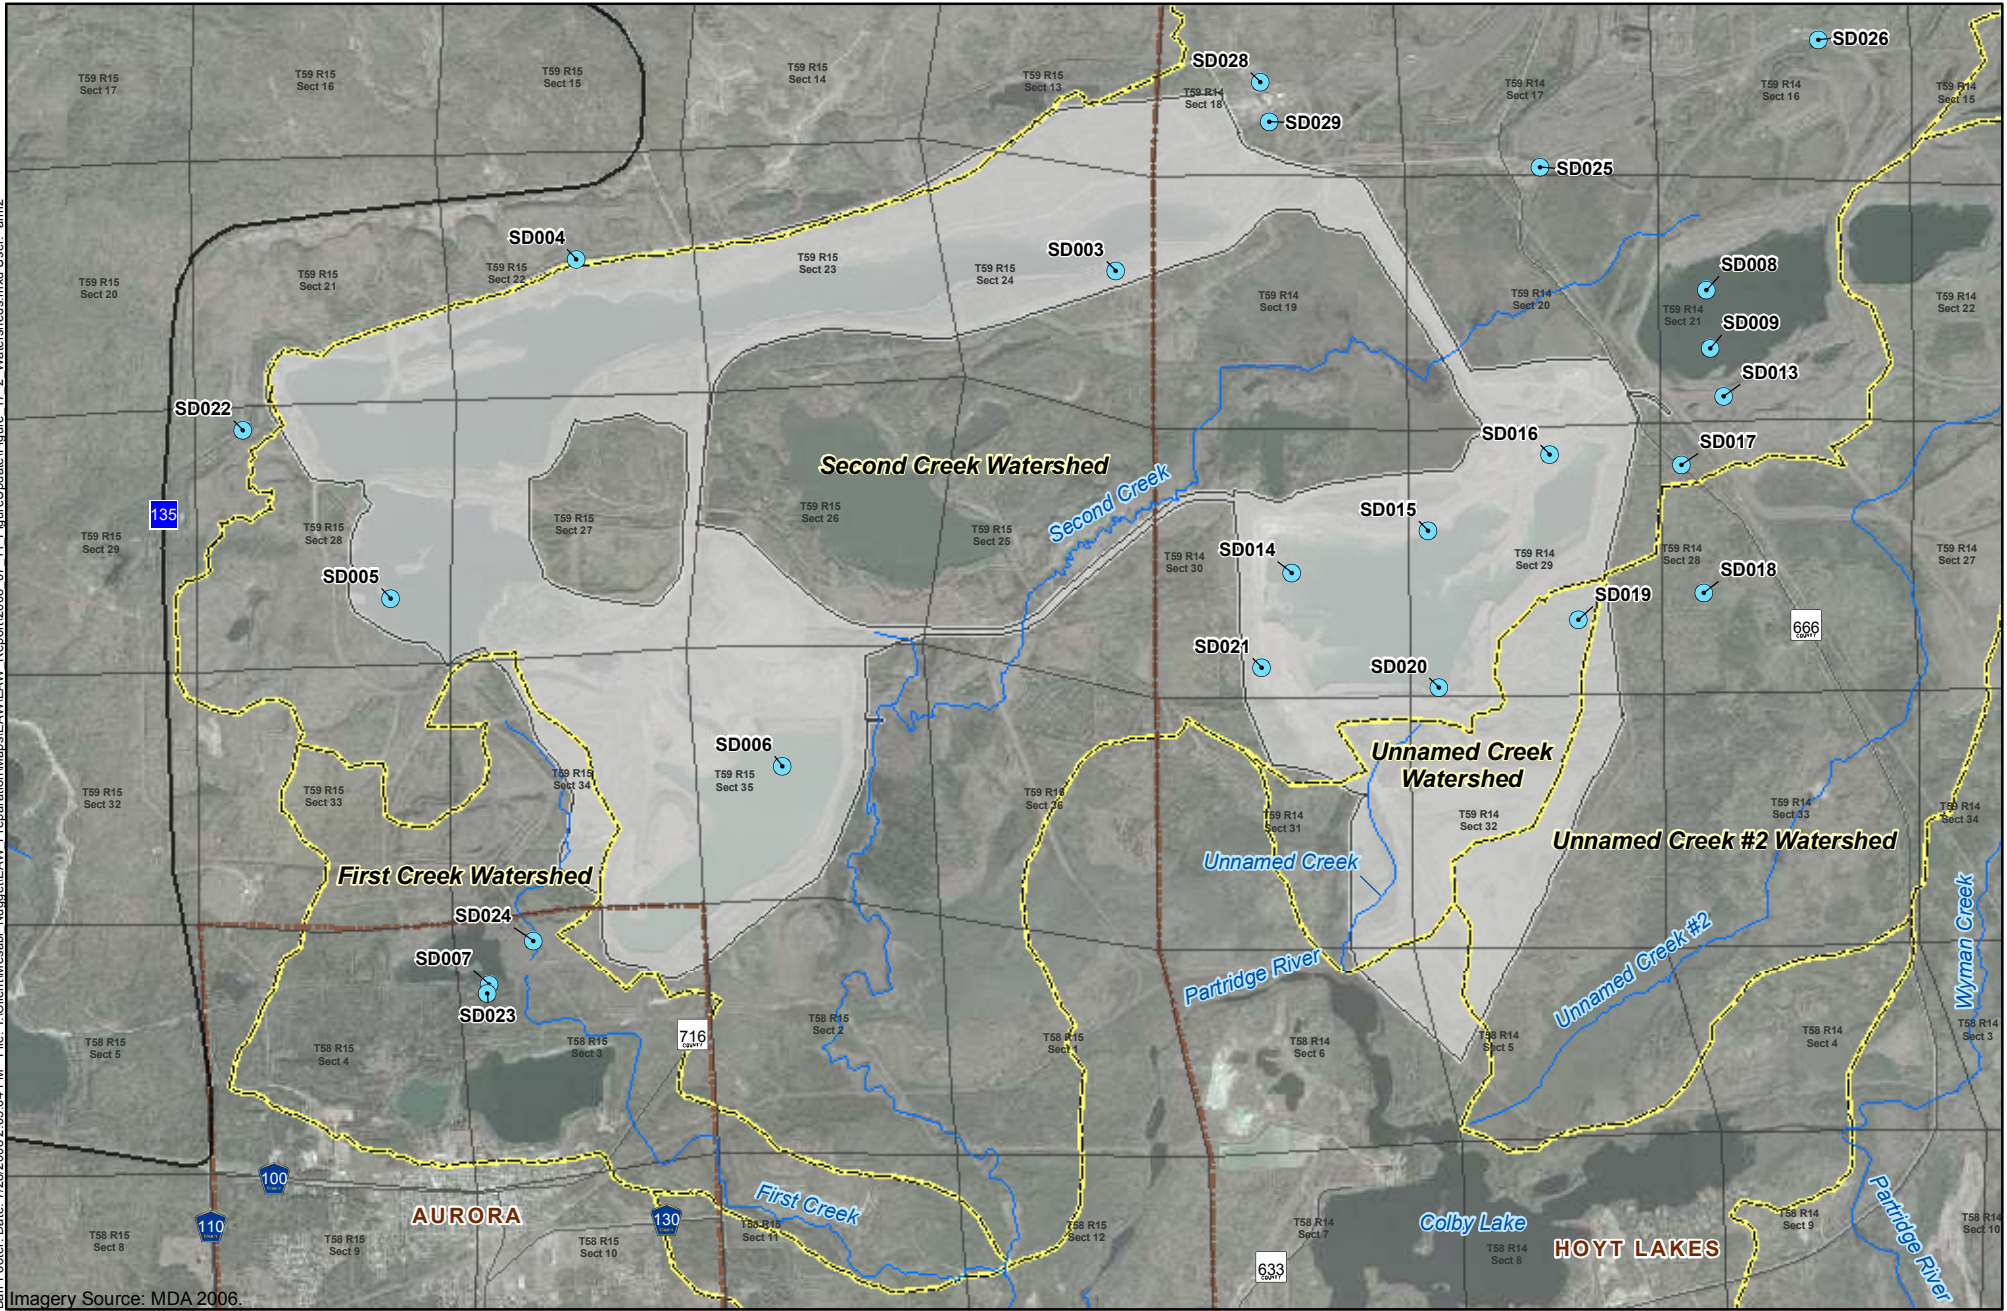 SD026
SD028
T59 R15
Sect 17
T59 R15
Sect 16
T59 R15
Sect 15
T59 R15
Sect 14
T59 R15
Sect 13
T59 R14
Sect 18
T59 R14
Sect 17
T59 R14
Sect 16
T59 R14
Sect 15
SD029
SD025
SD004
SD003
SD008
T59 R15
Sect 20
T59 R15
Sect 21
T59 R15
Sect 22
T59 R15
Sect 23
T59 R15
Sect 24
T59 R14
Sect 19
T59 R14
Sect 20
T59 R14
Sect 21
T59 R14
Sect 22
SD009
SD013
SD022
SD016
SD017
Second Creek Watershed
Second Creek
135
T59 R15
Sect 29
T59 R15
Sect 28
T59 R15
Sect 27
T59 R15
Sect 26
T59 R15
Sect 25
T59 R14
Sect 30
T59 R14
Sect 29
T59 R14
Sect 28
T59 R14
Sect 27
SD015
SD014
SD005
SD018
SD019
666
COUNTY
SD021
SD020
SD006
Unnamed Creek
Watershed
T59 R15
Sect 32
T59 R15
Sect 33
T59 R15
Sect 34
T59 R15
Sect 35
T59 R15
Sect 36
T59 R14
Sect 31
T59 R14
Sect 32
T59 R14
Sect 33
T59 R14
Sect 34
Unnamed Creek #2 Watershed
Unnamed Creek
First Creek Watershed
SD024
SD007
SD023
Partridge River
Unnamed Creek #2
Wyman Creek
T58 R15
Sect 5
T58 R15
Sect 4
T58 R15
Sect 3
716
COUNTY
T58 R15
Sect 2
T58 R15
Sect 1
T58 R14
Sect 6
T58 R14
Sect 5
T58 R14
Sect 4
T58 R14
Sect 3
100
110
AURORA
130
First Creek
Colby Lake
HOYT LAKES
Partridge River
T58 R15
Sect 8
T58 R15
Sect 9
T58 R15
Sect 10
T58 R15
Sect 11
T58 R15
Sect 12
T58 R14
Sect 7
T58 R14
Sect 8
T58 R14
Sect 9
T58 R14
Sect 10
633
COUNTY
Imagery Source: MDA 2006.